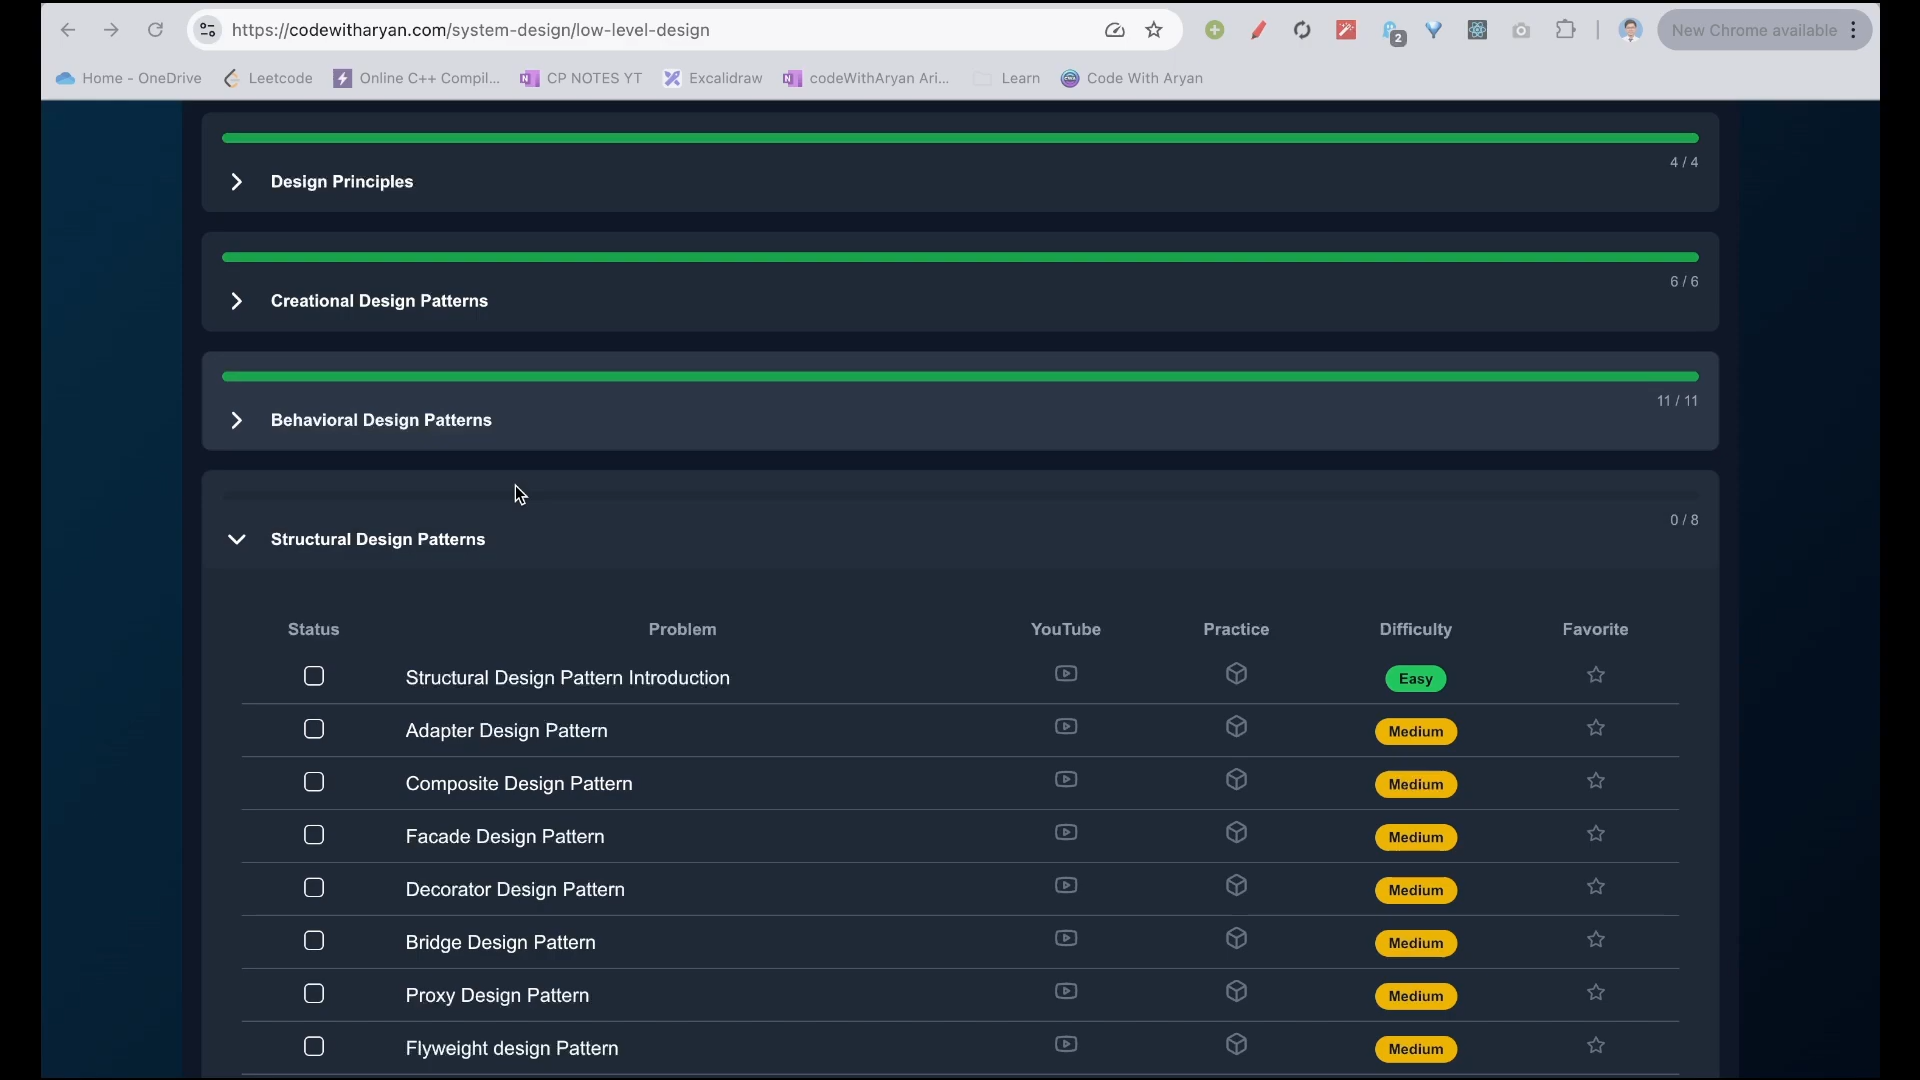 https://codewitharyan.com/system-design/low-level-design
2
New Chrome available
Home - OneDrive
Leetcode
Online C++ Compil...
CP NOTES YT
Excalidraw
codeWithAryan Ari...
Learn
Code With Aryan
4 / 4
Design Principles
6 / 6
Creational Design Patterns
11 / 11
Behavioral Design Patterns
0 / 8
Structural Design Patterns
Status Problem YouTube Practice Difficulty Favorite
Structural Design Pattern Introduction Easy
Adapter Design Pattern Medium
Composite Design Pattern Medium
Facade Design Pattern Medium
Decorator Design Pattern Medium
Bridge Design Pattern Medium
Proxy Design Pattern Medium
Flyweight design Pattern Medium